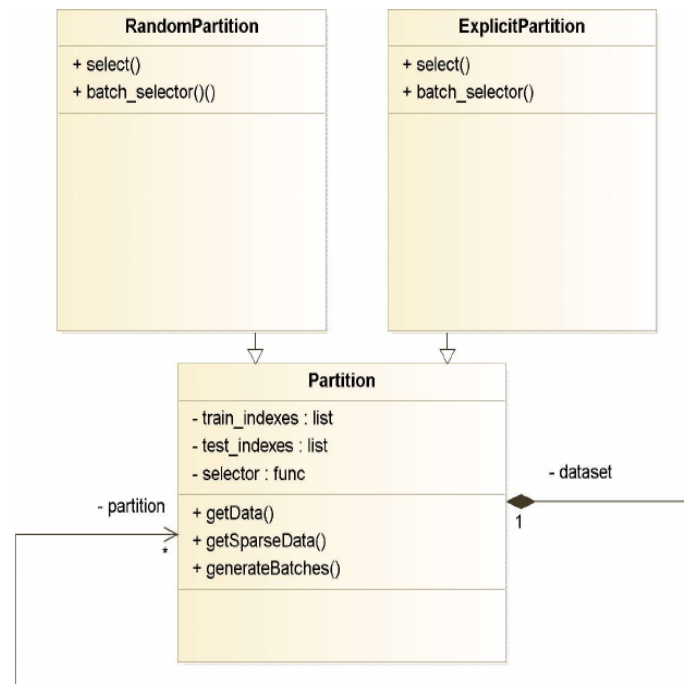 RandomPartition
+ select()
+ batch_selector()()
ExplicitPartition
+ select()
+ batch_selector()
Partition
- train_indexes : list
- test_indexes : list
- selector : func
+ getData()
+ getSparseData()
+ generateBatches()
- partition
*
- dataset
1